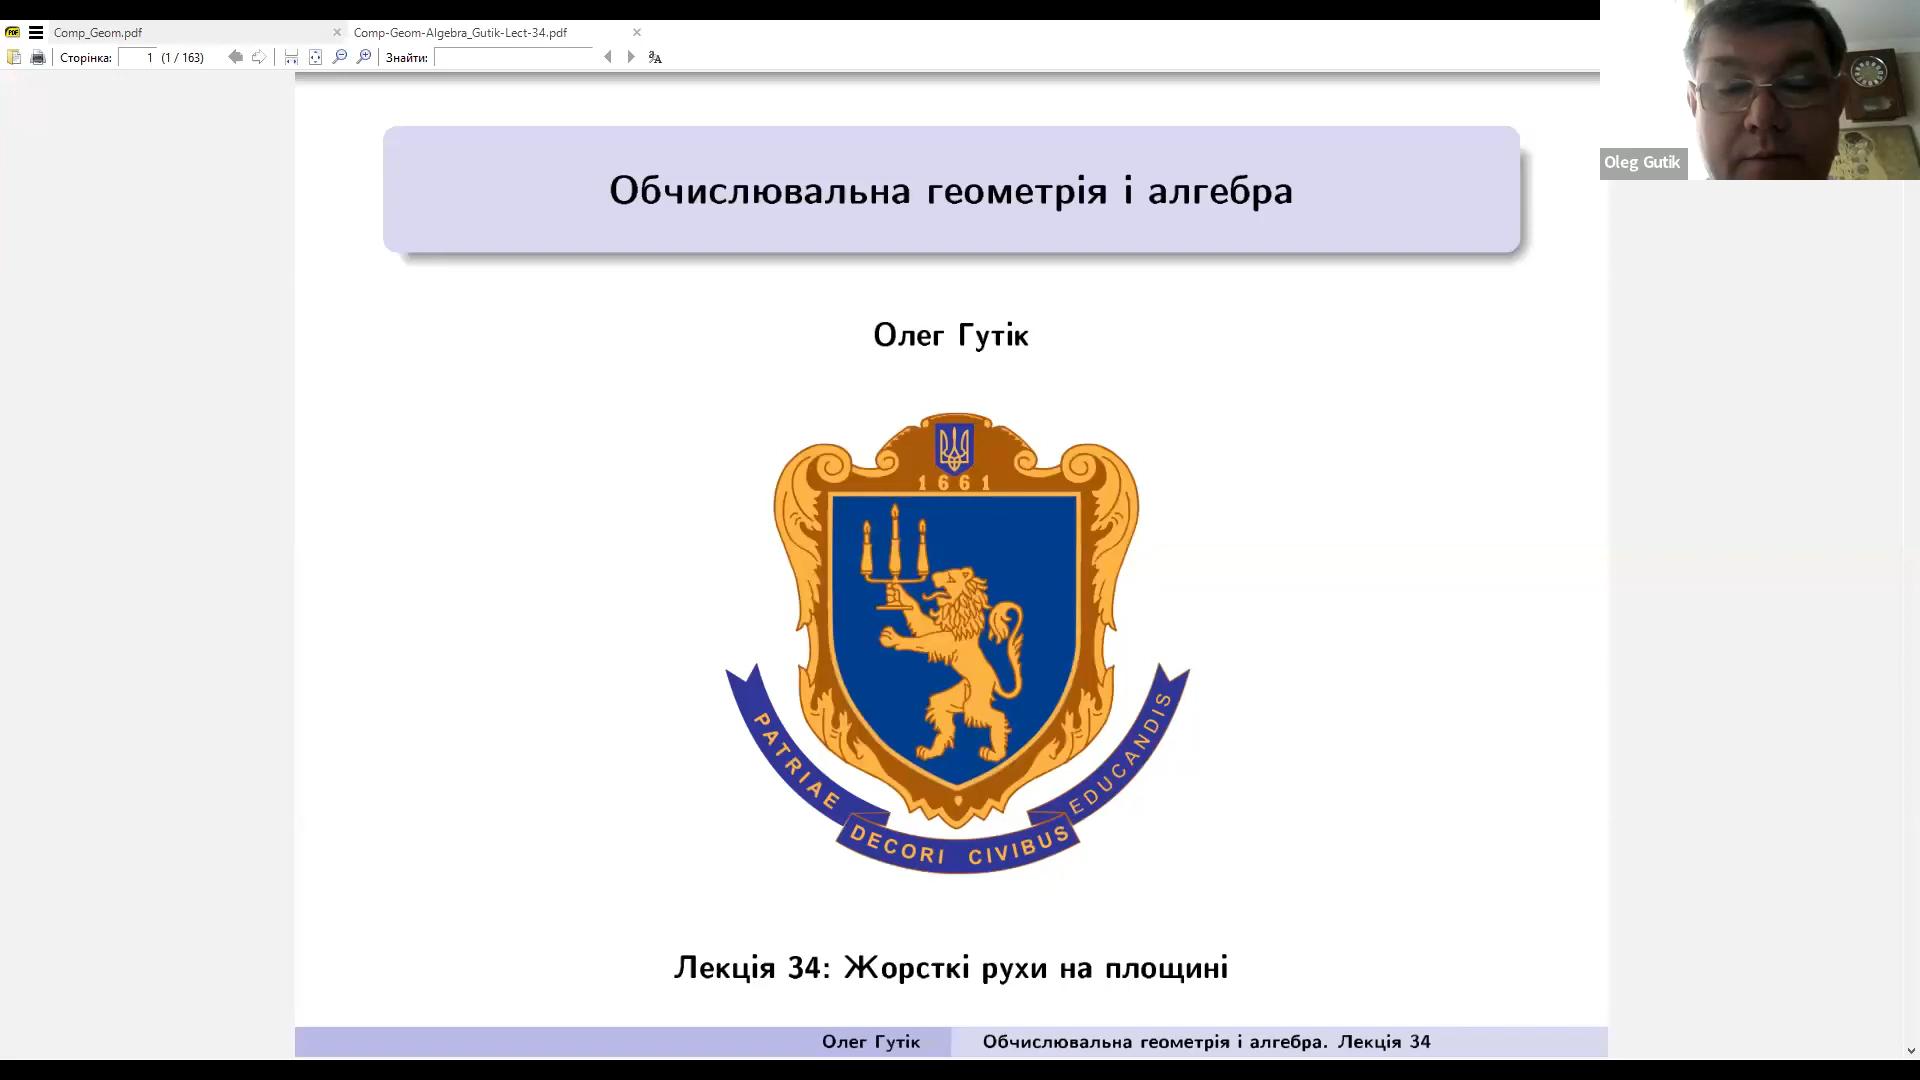 Comp_Geom.pdf
Comp-Geom-Algebra_Gutik-Lect-34.pdf
Сторінка: 1 (1 / 163) Знайти:
Oleg Gutik
Обчислювальна геометрія і алгебра
Олег Гутік
1661
PATRIAE DECORI CIVIBUS EDUCANDIS
Лекція 34: Жорсткі рухи на площині
Олег Гутік Обчислювальна геометрія і алгебра. Лекція 34